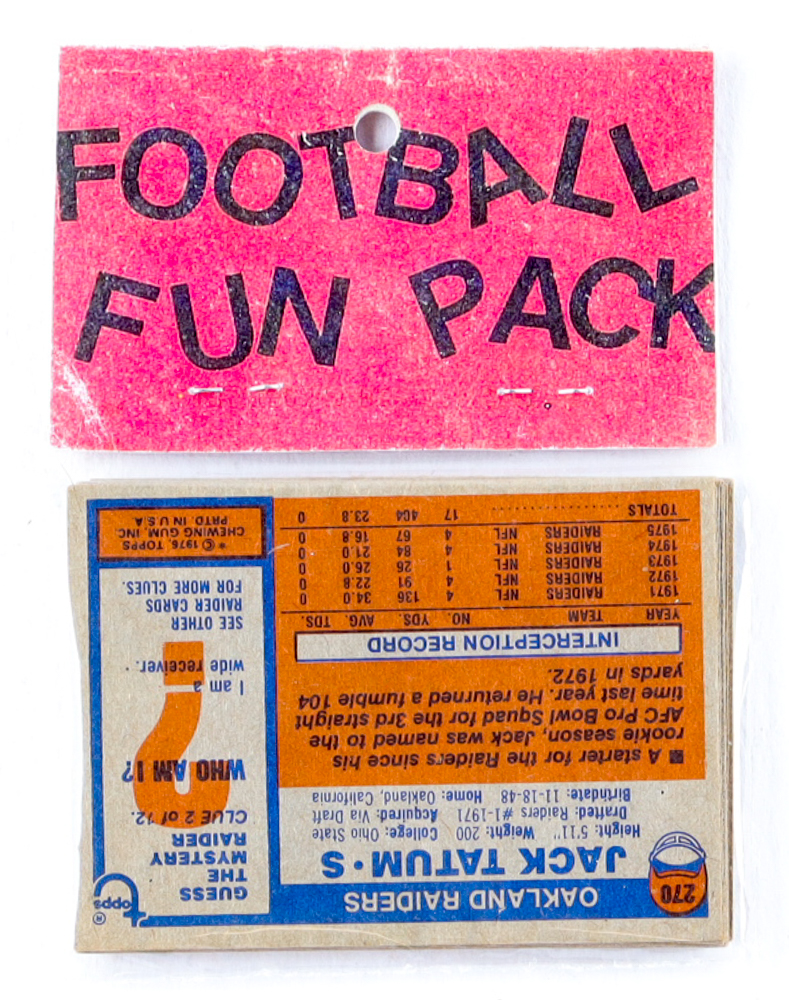 FOOTBALL
FUN PACK
270
OAKLAND RAIDERS
JACK TATUM • S
Height: 5'11" Weight: 200 College: Ohio State
Drafted: Raiders #1-1971 Acquired: Via Draft
Birthdate: 11-18-48 Home: Oakland, California
■ A starter for the Raiders since his
rookie season, Jack was named to the
AFC Pro Bowl Squad for the 3rd straight
time last year. He returned a fumble 104
yards in 1972.
INTERCEPTION RECORD
YEAR TEAM NO. YDS. AVG. TDS.
1971 RAIDERS NFL 4 136 34.0 0
1972 RAIDERS NFL 4 91 22.8 0
1973 RAIDERS NFL 1 26 26.0 0
1974 RAIDERS NFL 4 84 21.0 0
1975 RAIDERS NFL 4 67 16.8 0
TOTALS 17 404 23.8 0
topps ®
GUESS
THE
MYSTERY
RAIDER
CLUE 2 of 12.
WHO AM I?
?
I am a
wide receiver.
SEE OTHER
RAIDER CARDS
FOR MORE CLUES.
* © 1976, TOPPS
CHEWING GUM, INC.
PRTD. IN U.S.A.